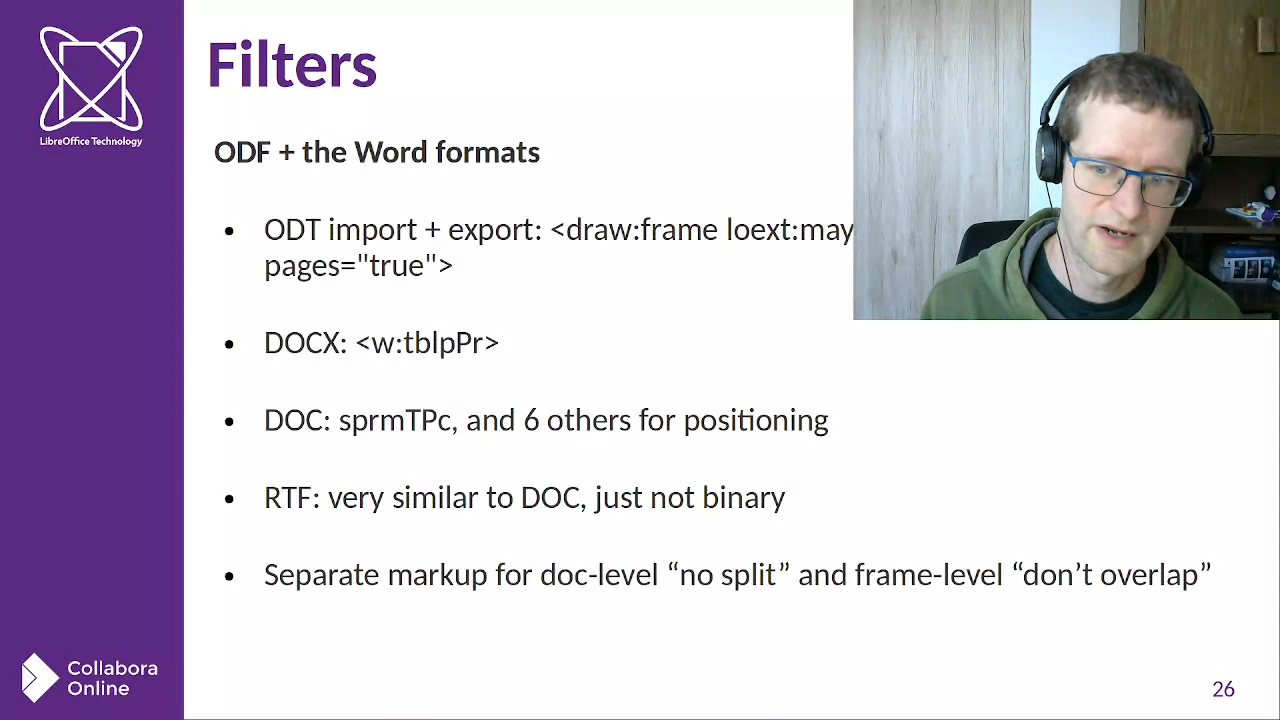 LibreOffice Technology
Filters
ODF + the Word formats
• ODT import + export: <draw:frame loext:may
pages="true">
• DOCX: <w:tblpPr>
• DOC: sprmTPc, and 6 others for positioning
• RTF: very similar to DOC, just not binary
• Separate markup for doc-level “no split” and frame-level “don’t overlap”
Collabora
Online
26